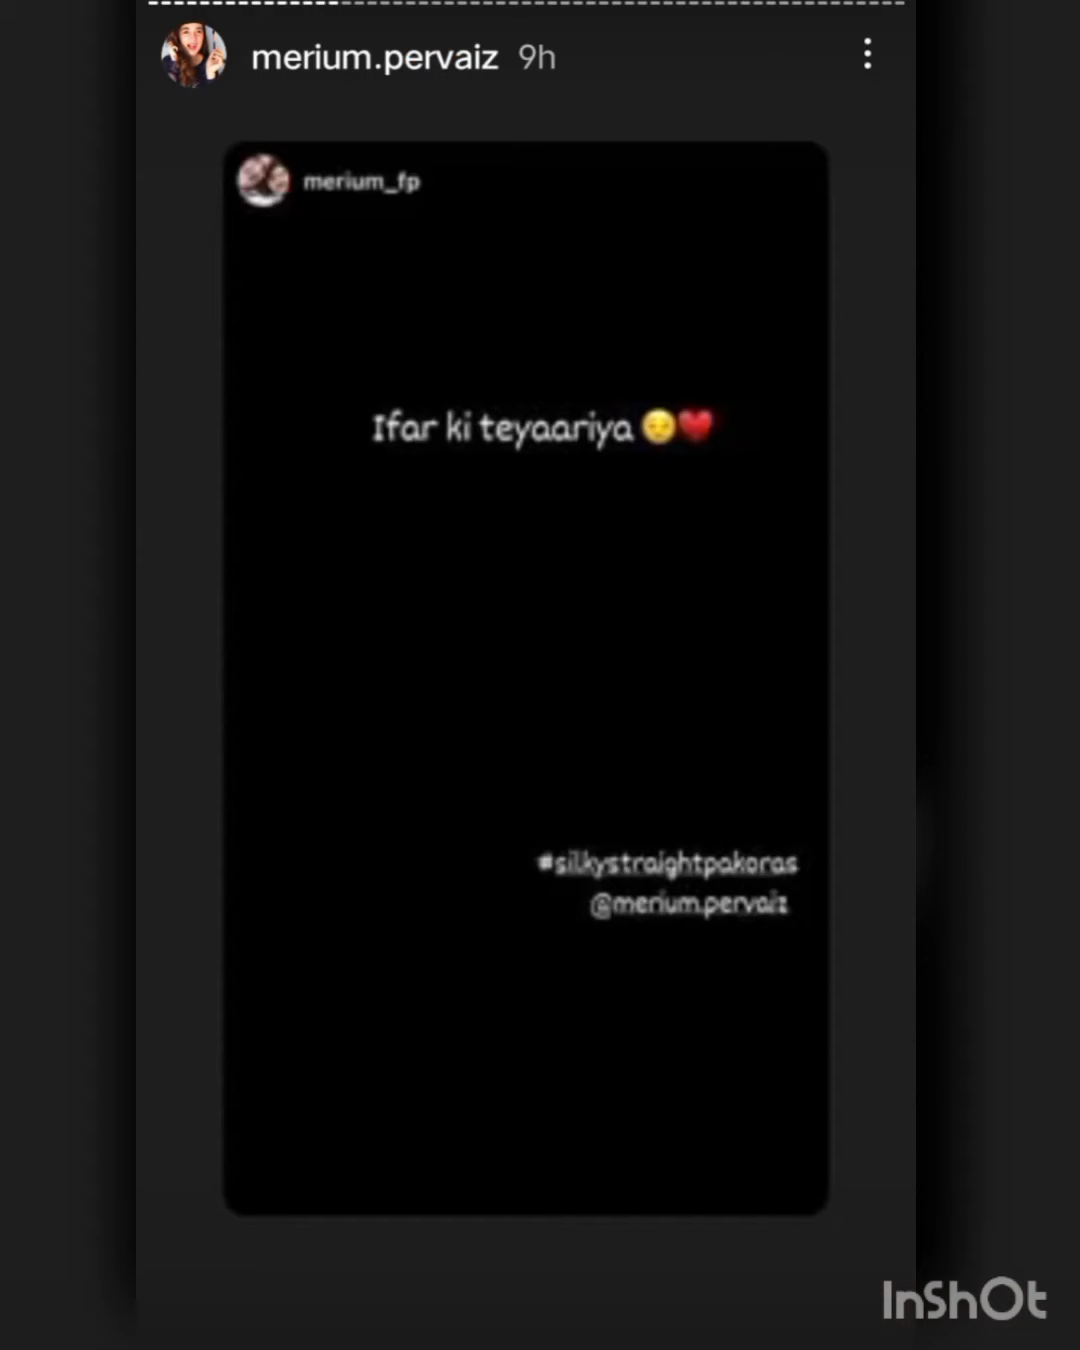 merium.pervaiz 9h
merium_fp
Ifar ki teyaariya 😌❤️
#silkystraightpakoras
@merium.pervaiz
InShOt